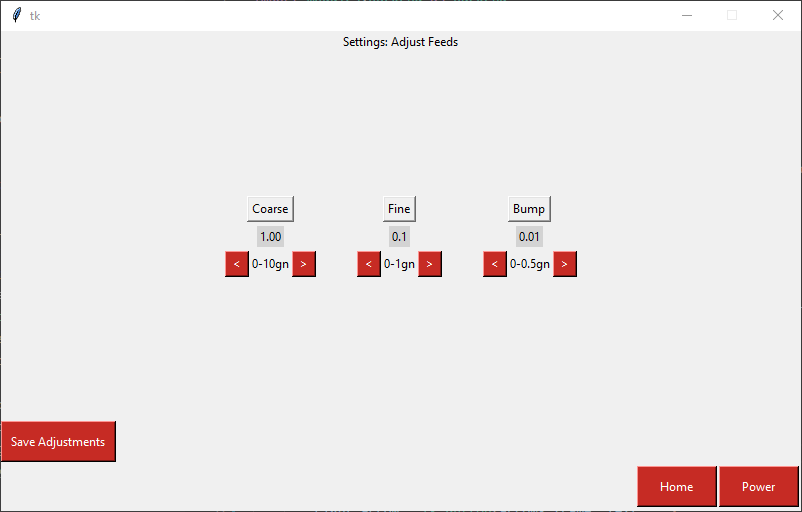 tk
Settings: Adjust Feeds
Coarse Fine Bump
1.00 0.1 0.01
< 0-10gn > < 0-1gn > < 0-0.5gn >
Save Adjustments
Home Power